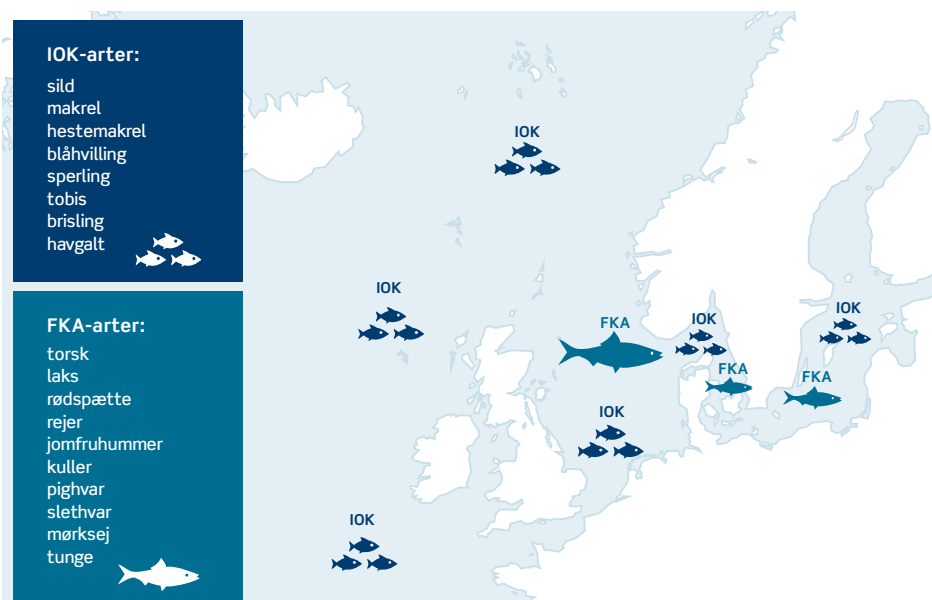 IOK-arter:
sild
makrel
hestemakrel
blåhvilling
sperling
tobis
brisling
havgalt
FKA-arter:
torsk
laks
rødspætte
rejer
jomfruhummer
kuller
pighvar
slethvar
mørksej
tunge
IOK
IOK
FKA
IOK
IOK
FKA
FKA
IOK
IOK